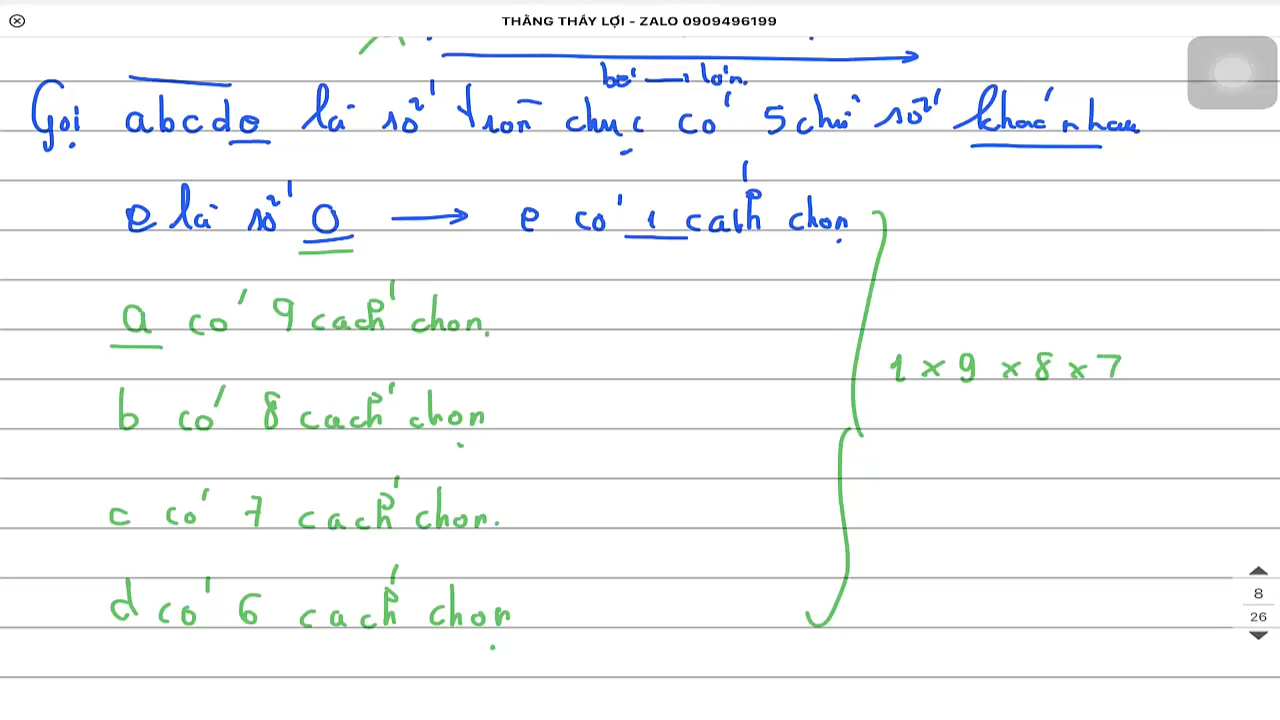 THẮNG THẦY LỢI - ZALO 0909496199
bé → lớn.
Gọi abcde là số tròn chục có 5 chữ số khác nhau
e là số 0 → e có 1 cách chọn
a có 9 cách chọn.
b có 8 cách chọn
1 × 9 × 8 × 7
c có 7 cách chọn.
d có 6 cách chọn
8
26